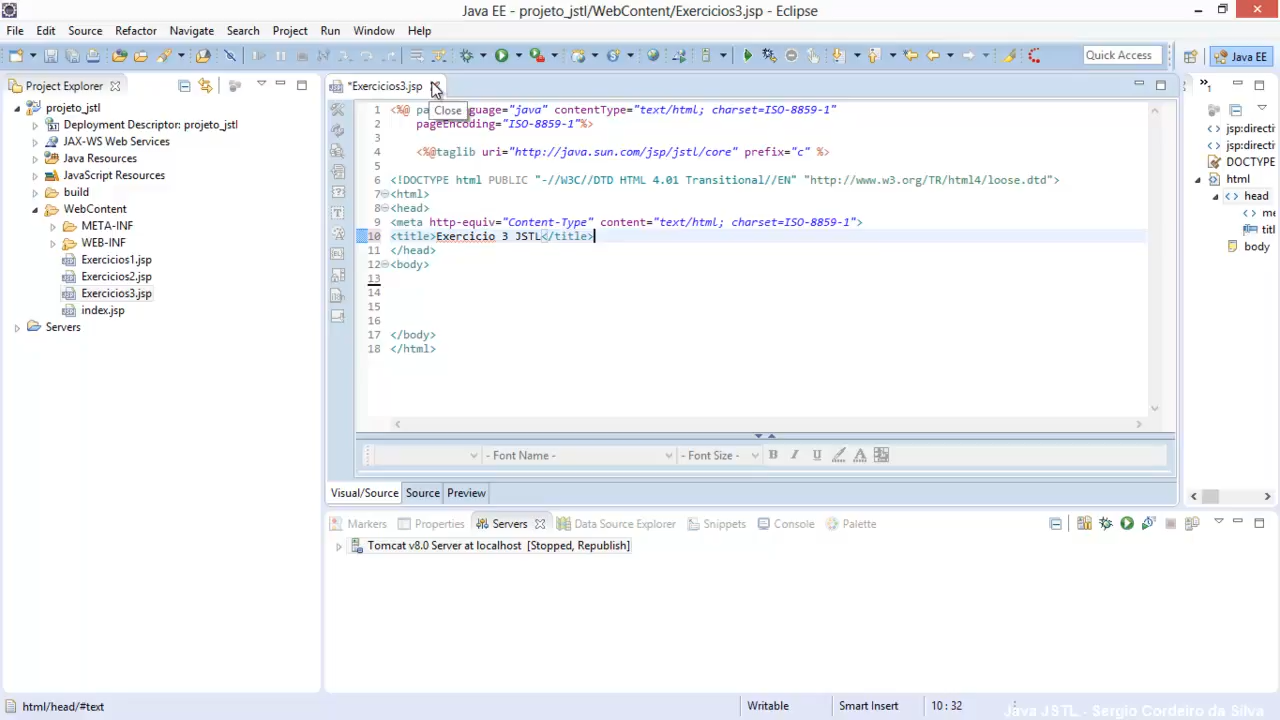 Java EE - projeto_jstl/WebContent/Exercicios3.jsp - Eclipse
File Edit Source Refactor Navigate Search Project Run Window Help
Quick Access
Java EE
Project Explorer
projeto_jstl
Deployment Descriptor: projeto_jstl
JAX-WS Web Services
Java Resources
JavaScript Resources
build
WebContent
META-INF
WEB-INF
Exercicios1.jsp
Exercicios2.jsp
Exercicios3.jsp
index.jsp
Servers
*Exercicios3.jsp
Close
1 <%@ pa guage="java" contentType="text/html; charset=ISO-8859-1"
2 pageEncoding="ISO-8859-1"%>
3
4 <%@taglib uri="http://java.sun.com/jsp/jstl/core" prefix="c" %>
5
6 <!DOCTYPE html PUBLIC "-//W3C//DTD HTML 4.01 Transitional//EN" "http://www.w3.org/TR/html4/loose.dtd">
7 <html>
8 <head>
9 <meta http-equiv="Content-Type" content="text/html; charset=ISO-8859-1">
10 <title>Exercicio 3 JSTL</title>
11 </head>
12 <body>
13
14
15
16
17 </body>
18 </html>
- Font Name - - Font Size -
B I U A
Visual/Source Source Preview
jsp:directi
jsp:directi
DOCTYPE
html
head
me
titl
body
Markers Properties Servers Data Source Explorer Snippets Console Palette
Tomcat v8.0 Server at localhost [Stopped, Republish]
html/head/#text
Writable
Smart Insert
10 : 32
Java JSTL - Sergio Cordeiro da Silva